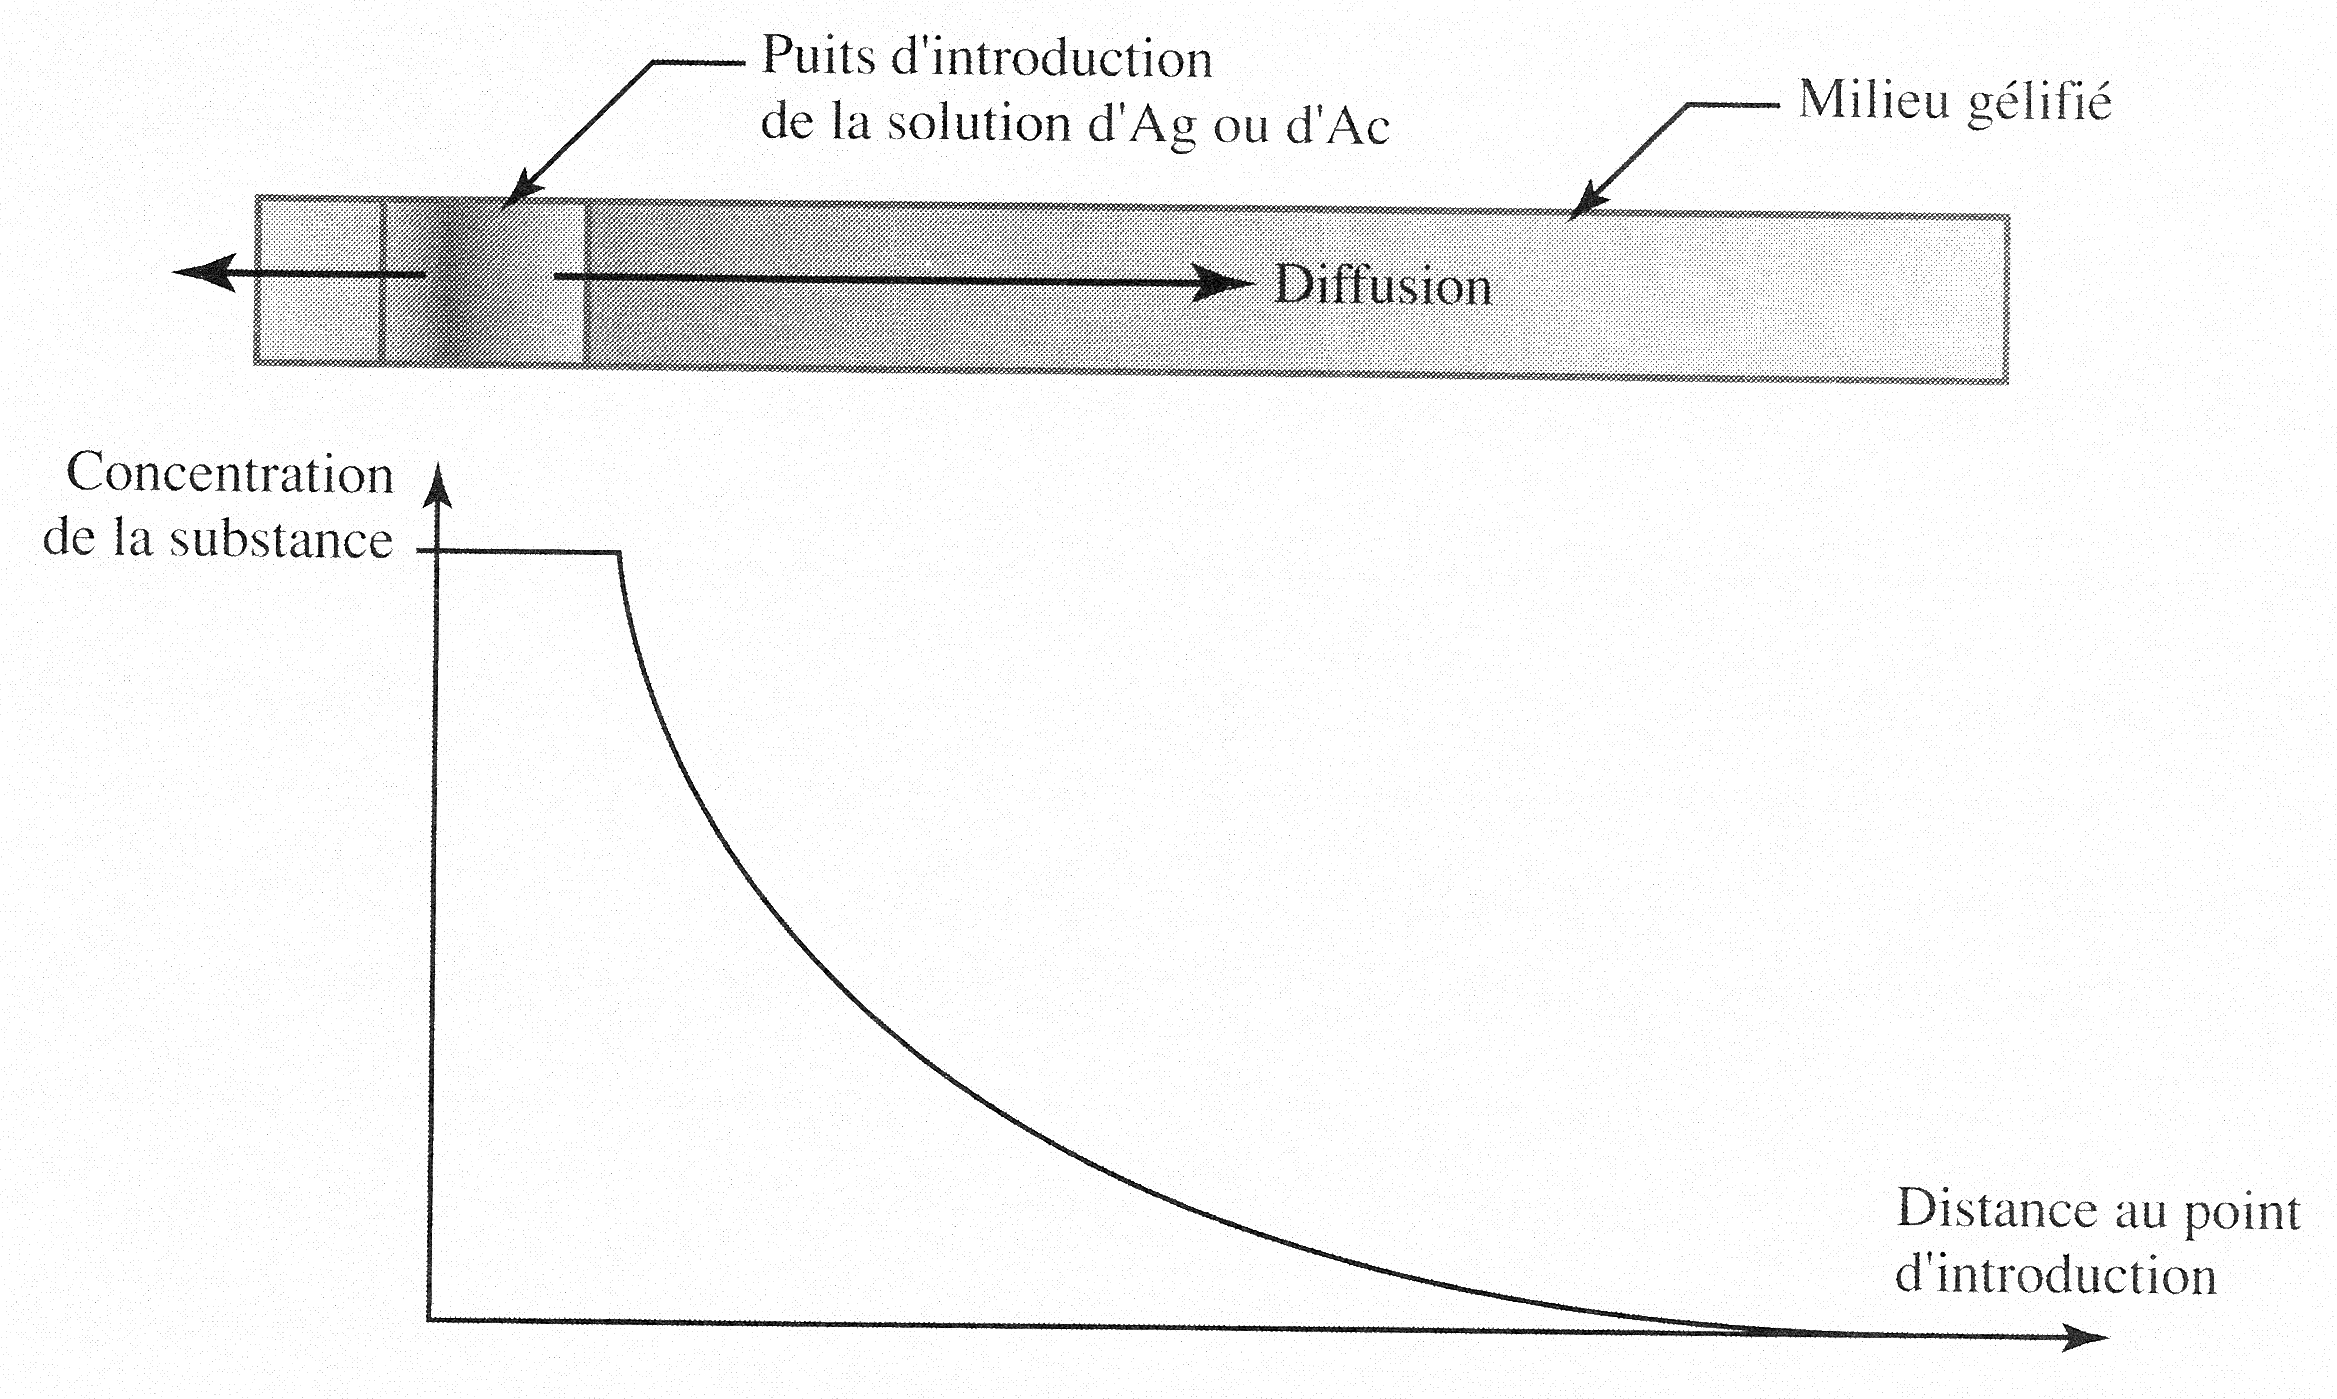 Puits d'introduction
de la solution d'Ag ou d'Ac
Milieu gélifié
Diffusion
Concentration
de la substance
Distance au point
d'introduction